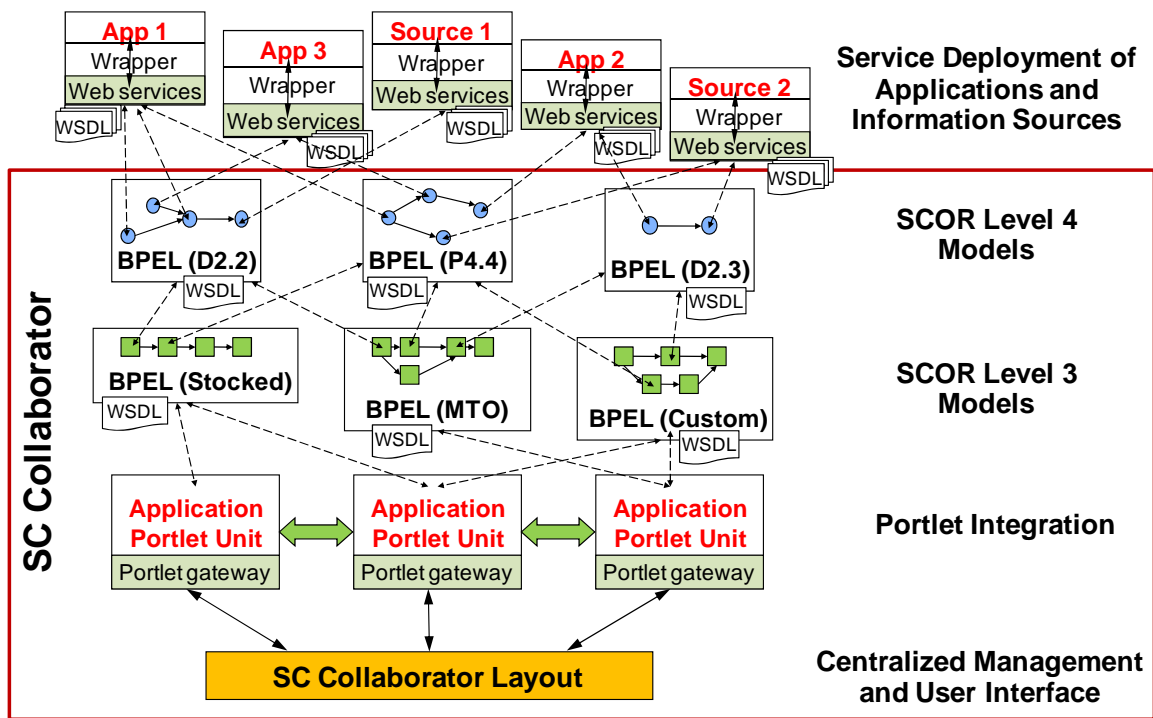 App 1
Wrapper
Web services
WSDL
App 3
Wrapper
Web services
WSDL
Source 1
Wrapper
Web services
WSDL
App 2
Wrapper
Web services
WSDL
Source 2
Wrapper
Web services
WSDL
Service Deployment of
Applications and
Information Sources
SC Collaborator
BPEL (D2.2)
WSDL
BPEL (P4.4)
WSDL
BPEL (D2.3)
WSDL
SCOR Level 4
Models
BPEL (Stocked)
WSDL
BPEL (MTO)
WSDL
BPEL (Custom)
WSDL
SCOR Level 3
Models
Application
Portlet Unit
Portlet gateway
Application
Portlet Unit
Portlet gateway
Application
Portlet Unit
Portlet gateway
Portlet Integration
SC Collaborator Layout
Centralized Management
and User Interface